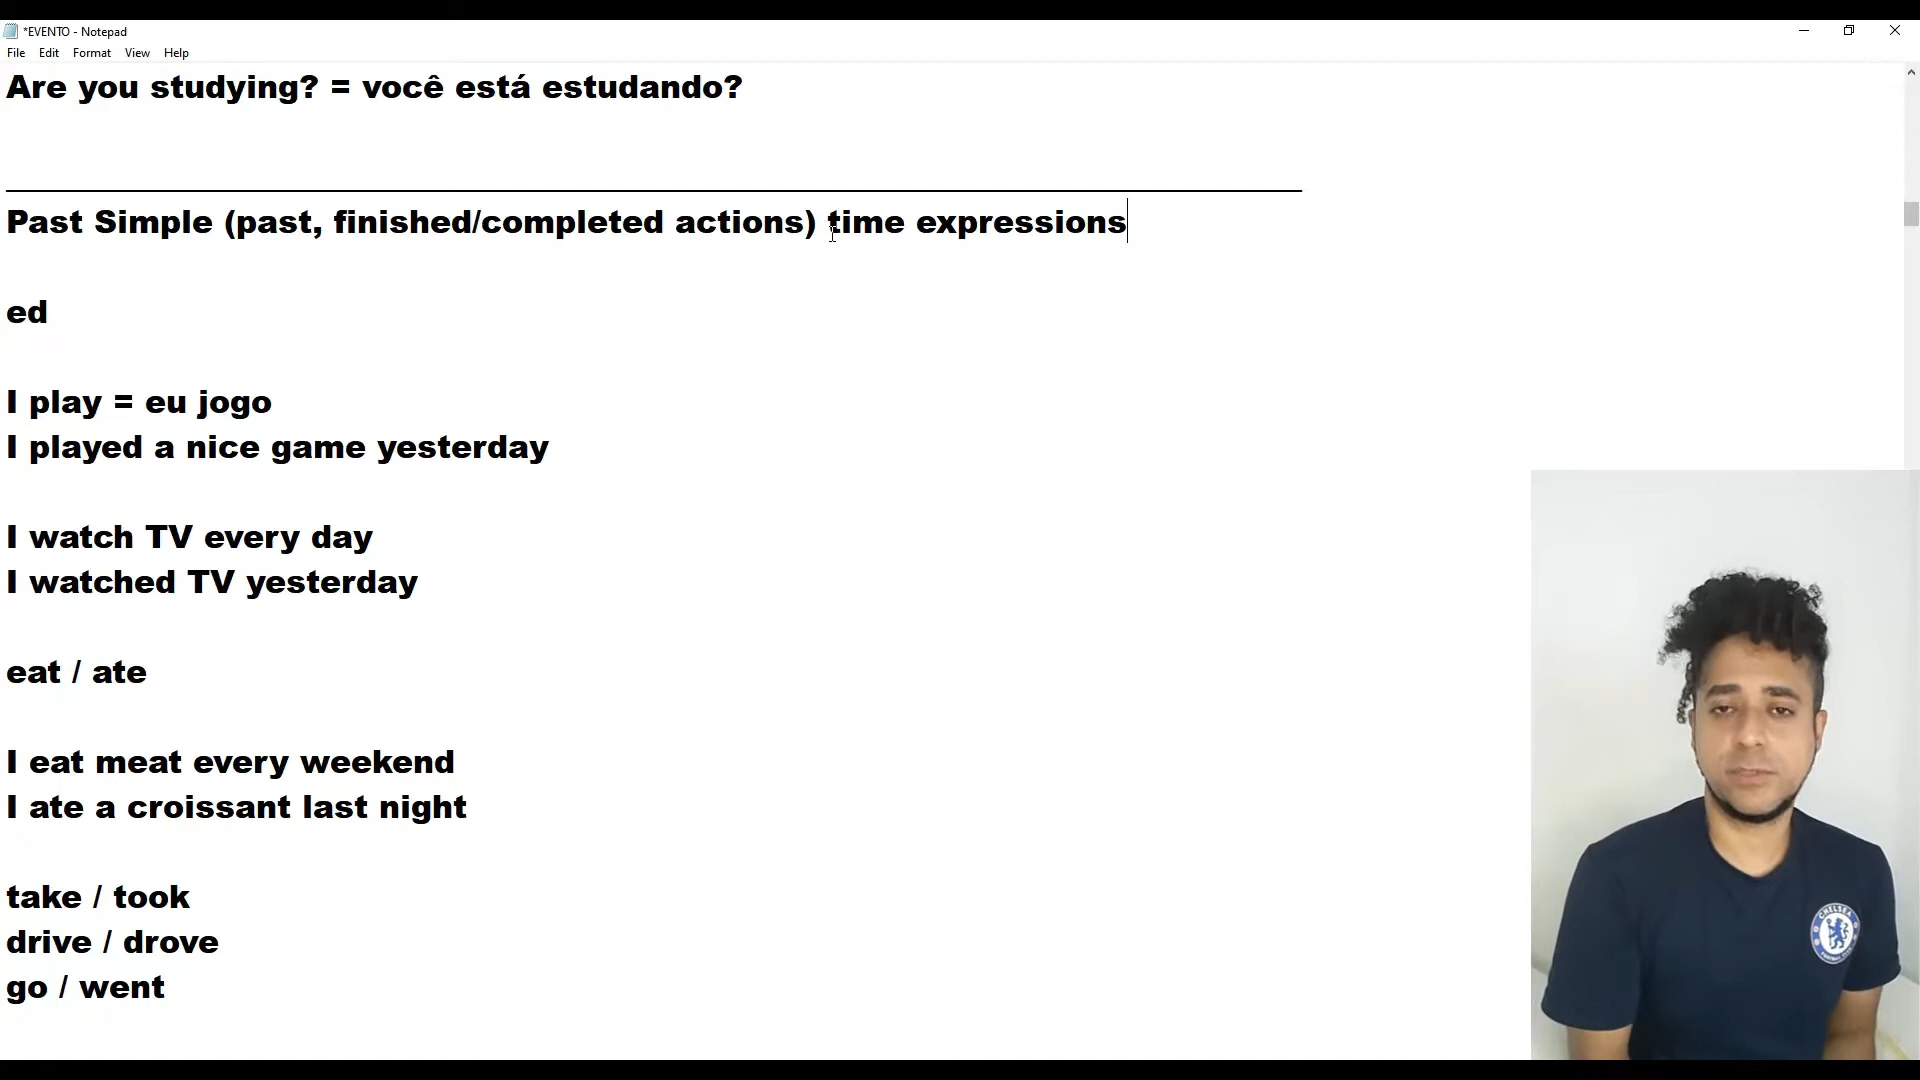 *EVENTO - Notepad
File Edit Format View Help
Are you studying? = você está estudando?
Past Simple (past, finished/completed actions) time expressions
ed
I play = eu jogo
I played a nice game yesterday
I watch TV every day
I watched TV yesterday
eat / ate
I eat meat every weekend
I ate a croissant last night
take / took
drive / drove
go / went
CHELSEA